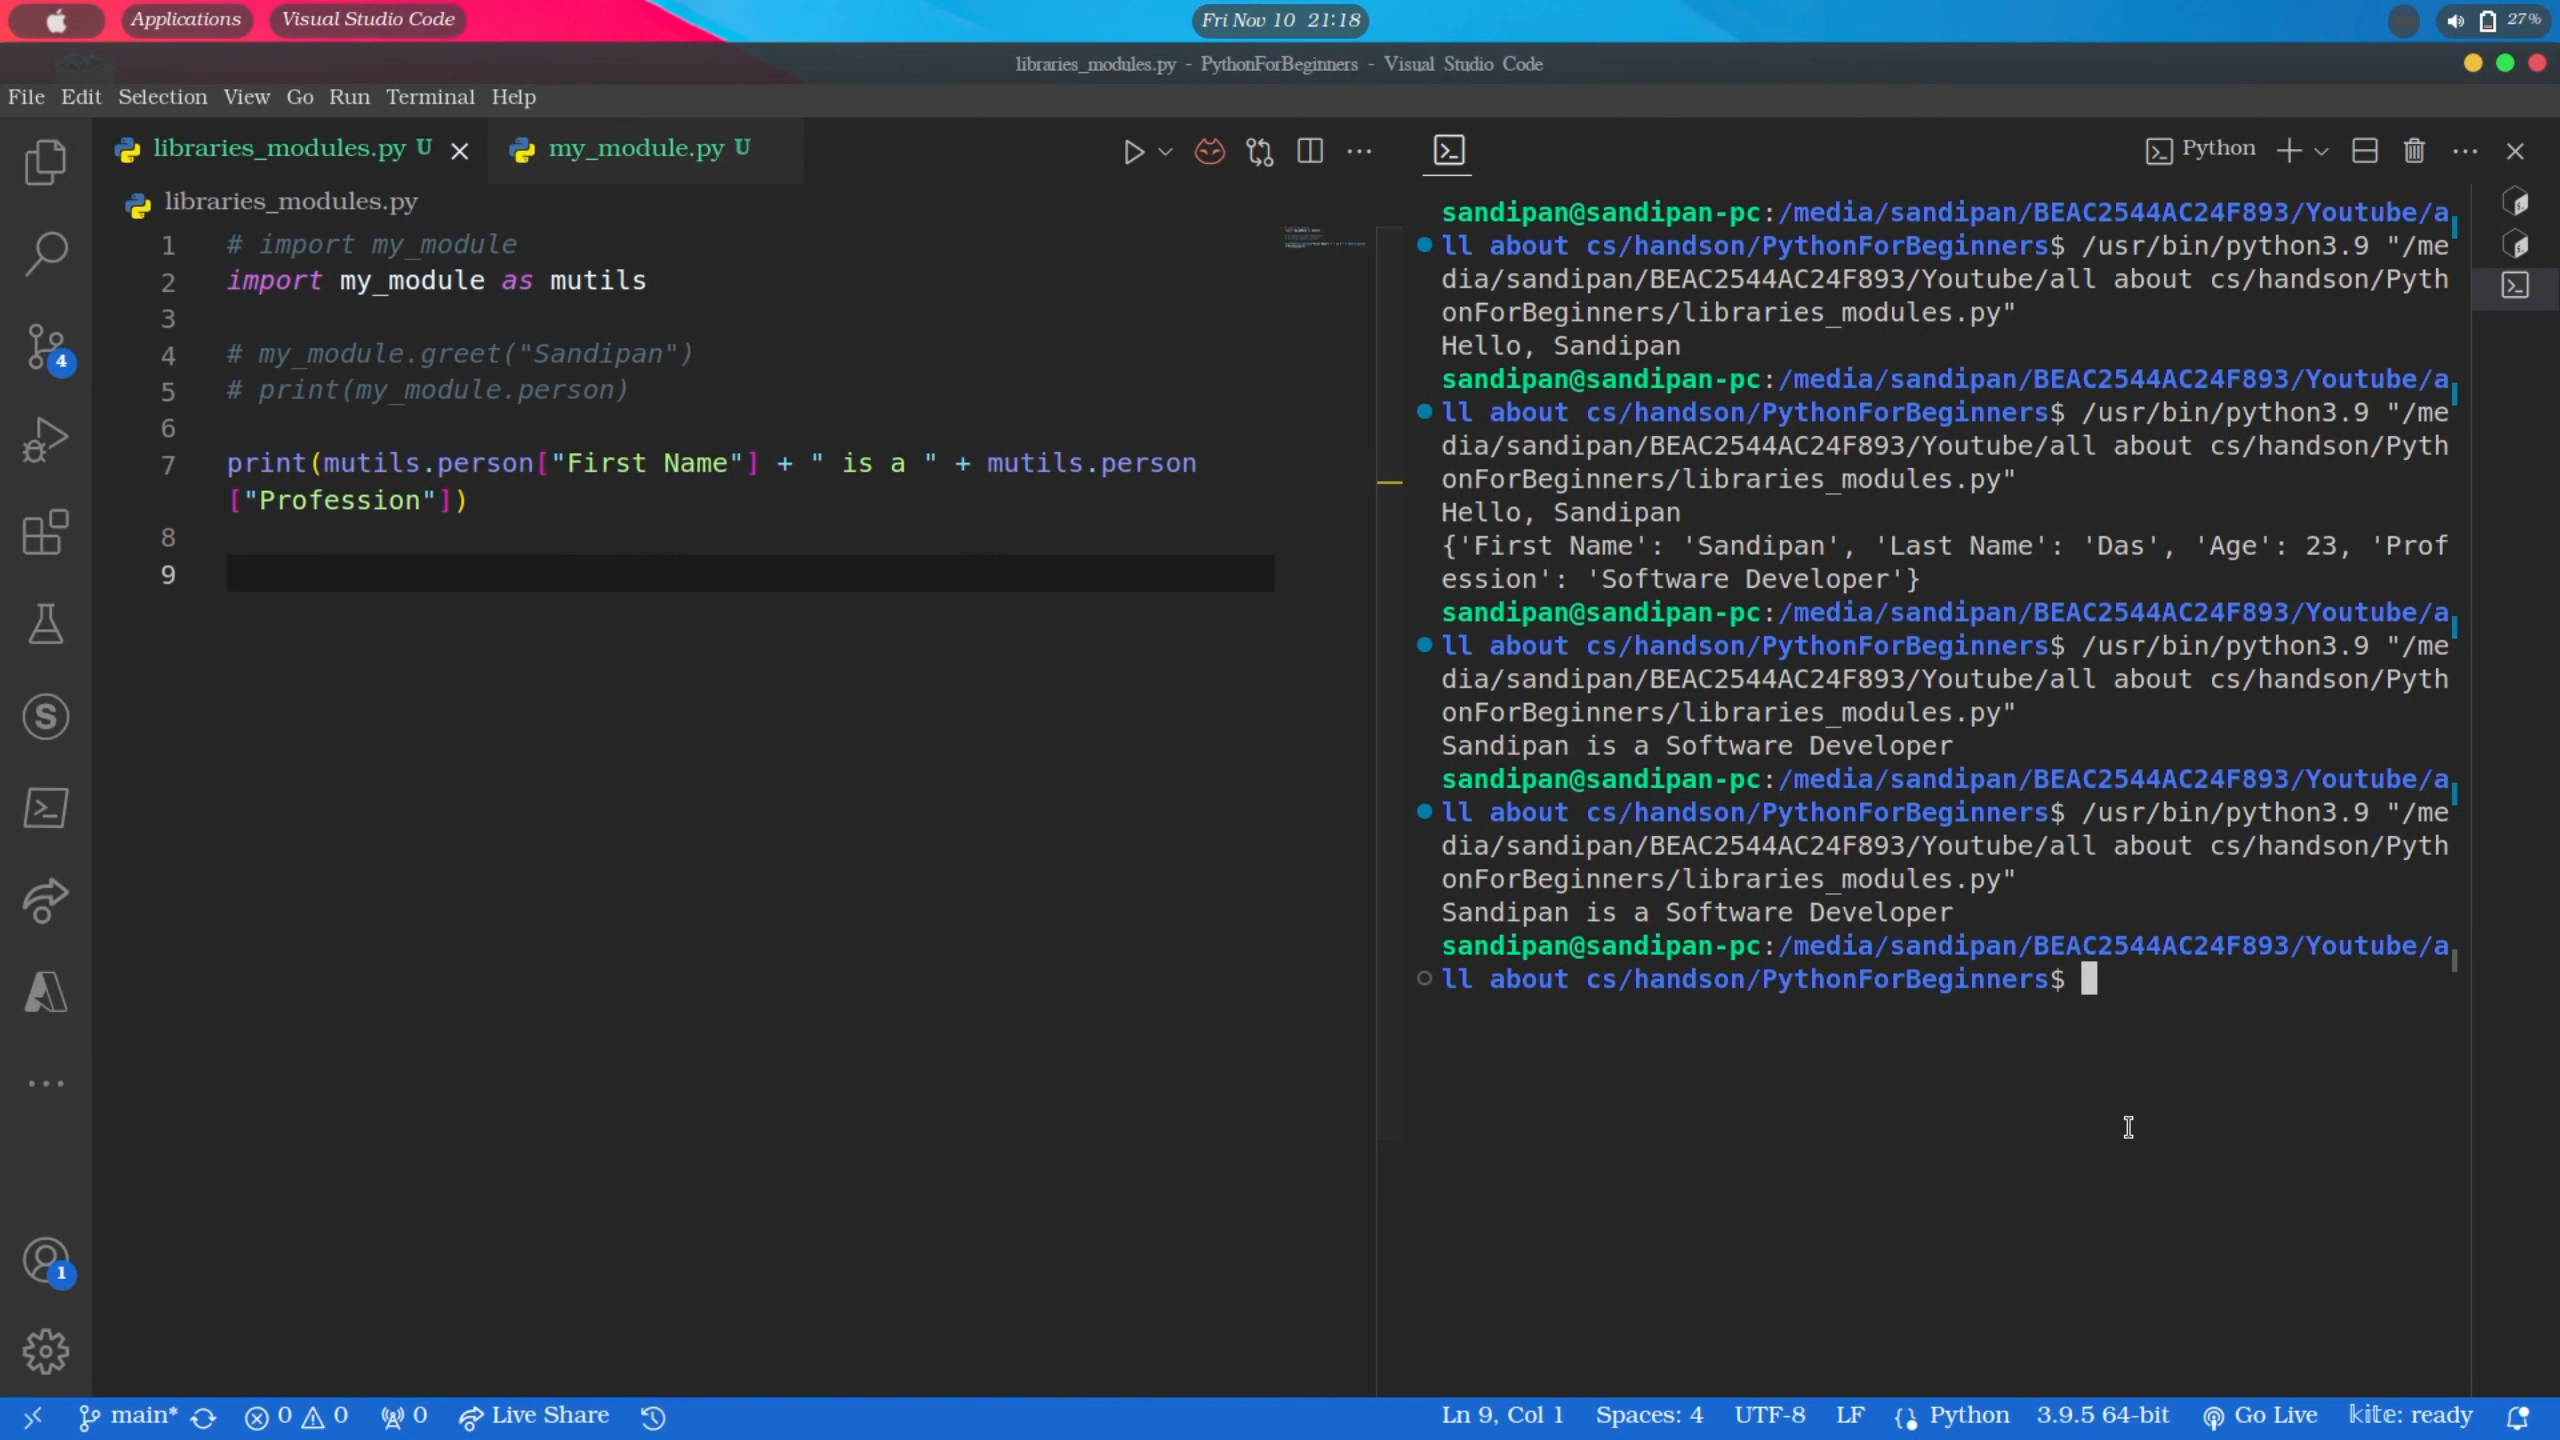 Applications Visual Studio Code Fri Nov 10 21:18 27%
libraries_modules.py - PythonForBeginners - Visual Studio Code
File Edit Selection View Go Run Terminal Help
libraries_modules.py U my_module.py U
libraries_modules.py
1 # import my_module
2 import my_module as mutils
3
4 # my_module.greet("Sandipan")
5 # print(my_module.person)
6
7 print(mutils.person["First Name"] + " is a " + mutils.person
["Profession"])
8
9
Python
sandipan@sandipan-pc:/media/sandipan/BEAC2544AC24F893/Youtube/a
ll about cs/handson/PythonForBeginners$ /usr/bin/python3.9 "/me
dia/sandipan/BEAC2544AC24F893/Youtube/all about cs/handson/Pyth
onForBeginners/libraries_modules.py"
Hello, Sandipan
sandipan@sandipan-pc:/media/sandipan/BEAC2544AC24F893/Youtube/a
ll about cs/handson/PythonForBeginners$ /usr/bin/python3.9 "/me
dia/sandipan/BEAC2544AC24F893/Youtube/all about cs/handson/Pyth
onForBeginners/libraries_modules.py"
Hello, Sandipan
{'First Name': 'Sandipan', 'Last Name': 'Das', 'Age': 23, 'Prof
ession': 'Software Developer'}
sandipan@sandipan-pc:/media/sandipan/BEAC2544AC24F893/Youtube/a
ll about cs/handson/PythonForBeginners$ /usr/bin/python3.9 "/me
dia/sandipan/BEAC2544AC24F893/Youtube/all about cs/handson/Pyth
onForBeginners/libraries_modules.py"
Sandipan is a Software Developer
sandipan@sandipan-pc:/media/sandipan/BEAC2544AC24F893/Youtube/a
ll about cs/handson/PythonForBeginners$ /usr/bin/python3.9 "/me
dia/sandipan/BEAC2544AC24F893/Youtube/all about cs/handson/Pyth
onForBeginners/libraries_modules.py"
Sandipan is a Software Developer
sandipan@sandipan-pc:/media/sandipan/BEAC2544AC24F893/Youtube/a
ll about cs/handson/PythonForBeginners$
4
S
1
main* 0 0 0 Live Share Ln 9, Col 1 Spaces: 4 UTF-8 LF Python 3.9.5 64-bit Go Live kite: ready